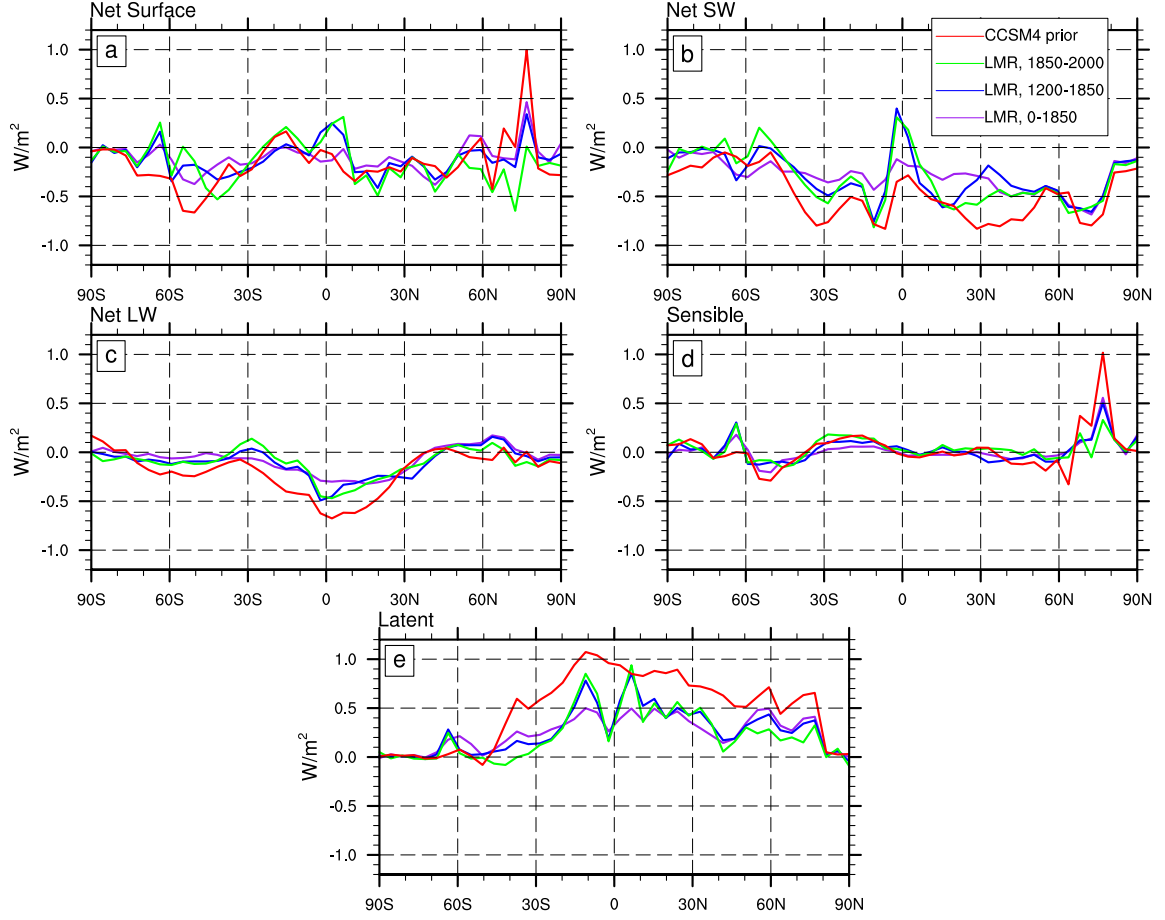 Net Surface
a
1.0
0.5
0.0
-0.5
-1.0
W/m²
90S 60S 30S 0 30N 60N 90N
Net SW
b
CCSM4 prior
LMR, 1850-2000
LMR, 1200-1850
LMR, 0-1850
1.0
0.5
0.0
-0.5
-1.0
W/m²
90S 60S 30S 0 30N 60N 90N
Net LW
c
1.0
0.5
0.0
-0.5
-1.0
W/m²
90S 60S 30S 0 30N 60N 90N
Sensible
d
1.0
0.5
0.0
-0.5
-1.0
W/m²
90S 60S 30S 0 30N 60N 90N
Latent
e
1.0
0.5
0.0
-0.5
-1.0
W/m²
90S 60S 30S 0 30N 60N 90N